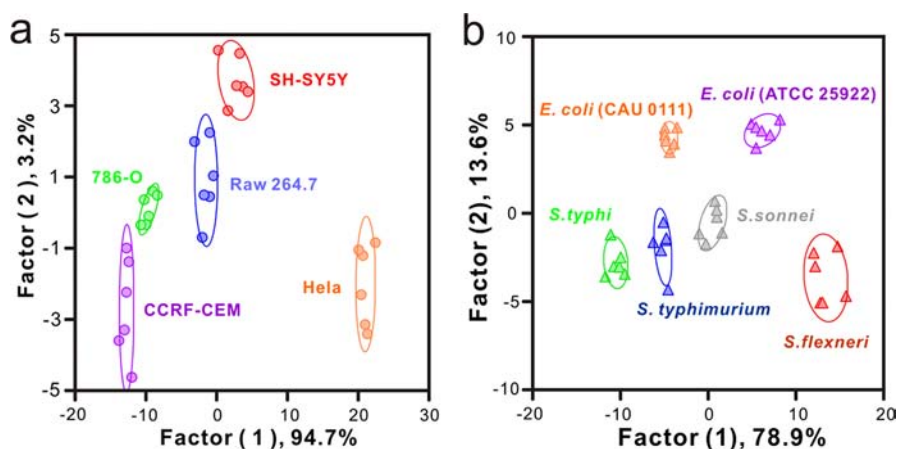 a
5
3
1
-1
-3
-5
Factor (2), 3.2%
SH-SY5Y
786-O
Raw 264.7
CCRF-CEM
Hela
-20
-10
0
10
20
30
Factor (1), 94.7%
b
10
5
0
-5
-10
Factor (2), 13.6%
E. coli (ATCC 25922)
E. coli (CAU 0111)
S.typhi
S.sonnei
S. typhimurium
S.flexneri
-20
-10
0
10
20
Factor (1), 78.9%